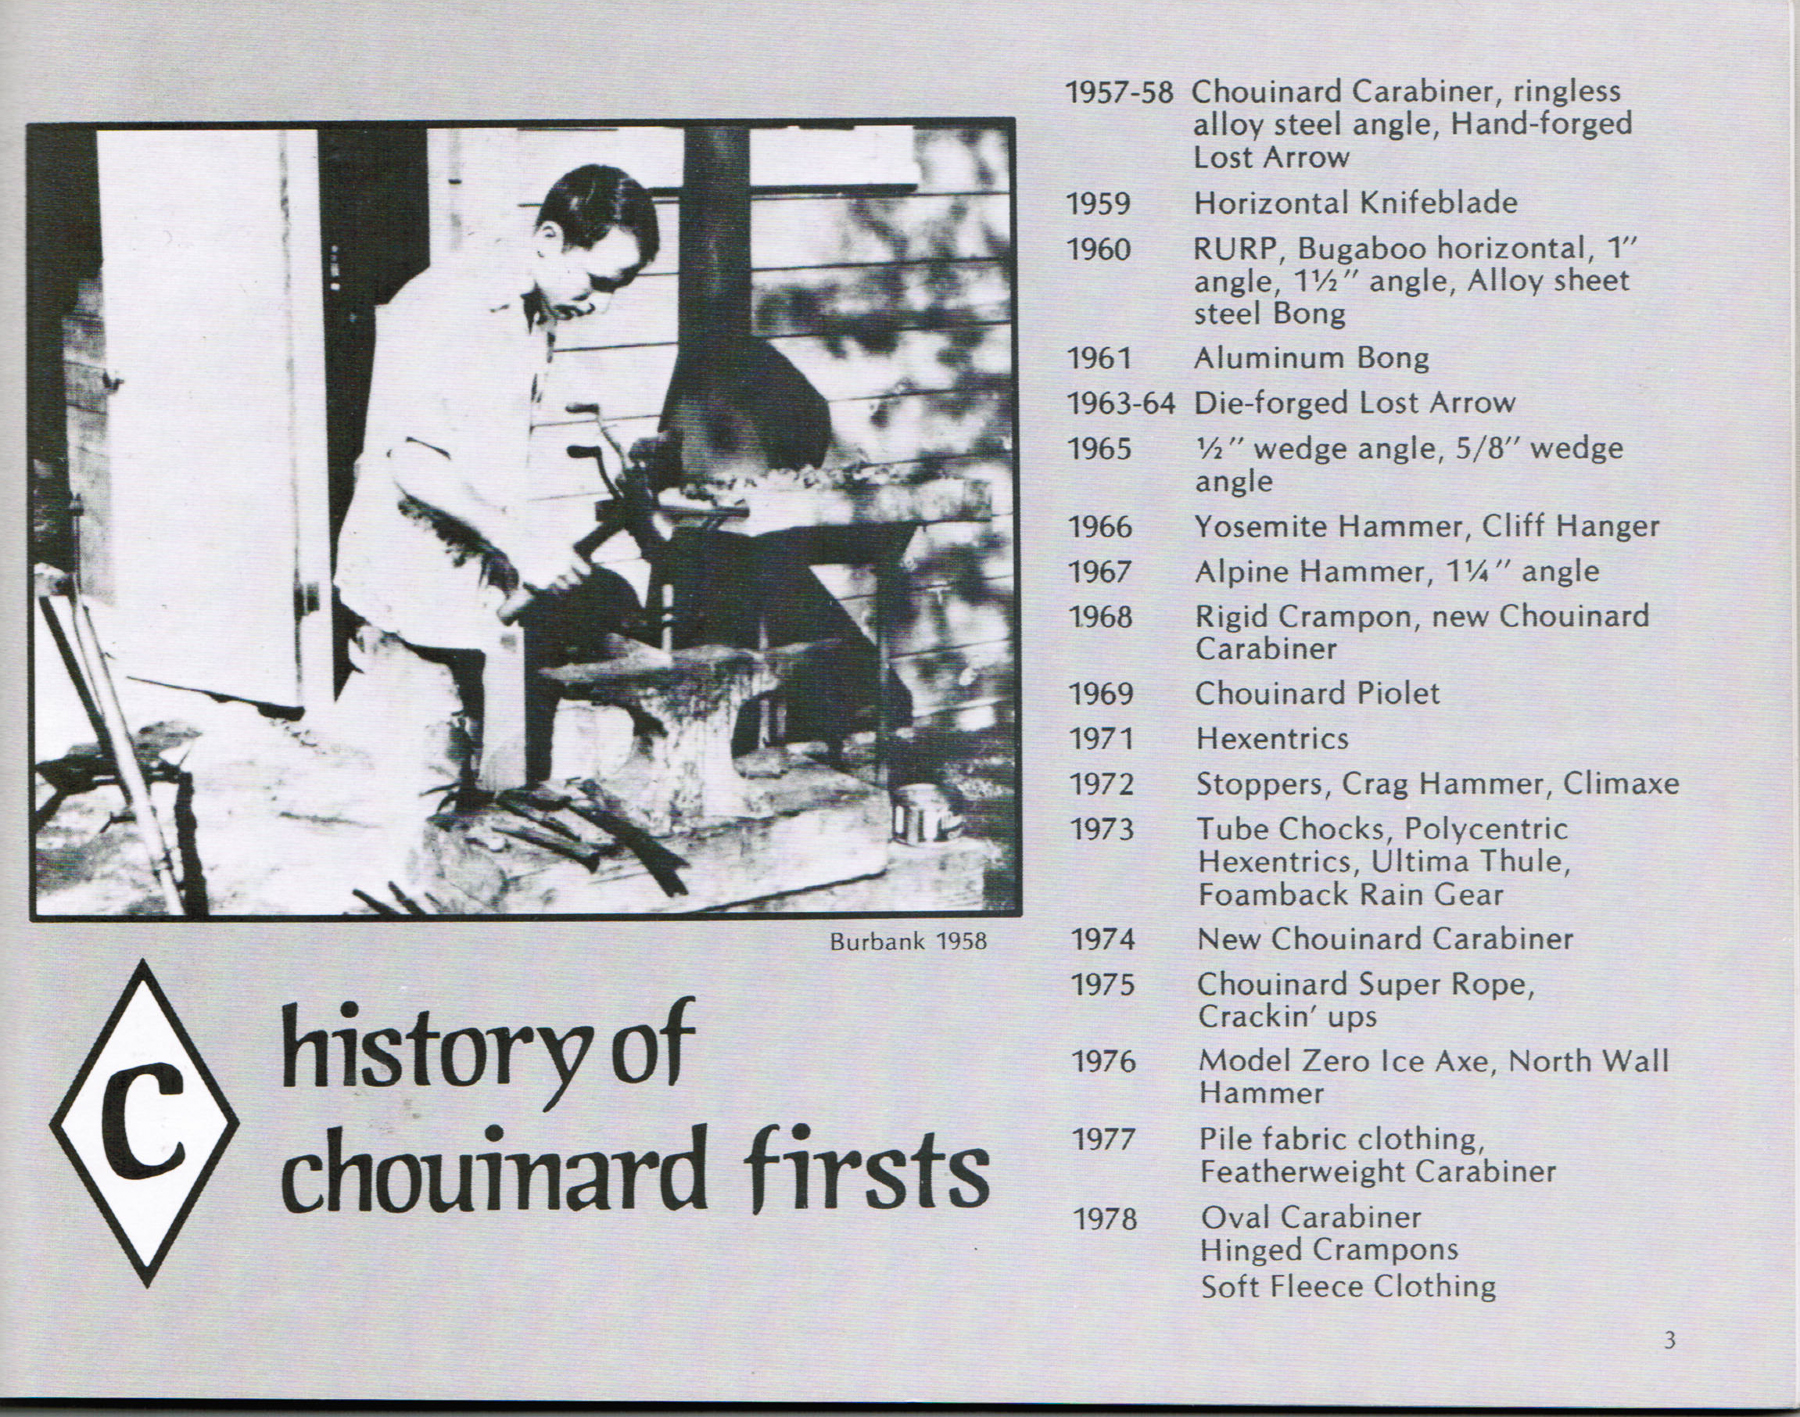 1957-58 Chouinard Carabiner, ringless
alloy steel angle, Hand-forged
Lost Arrow
1959 Horizontal Knifeblade
1960 RURP, Bugaboo horizontal, 1″
angle, 1½″ angle, Alloy sheet
steel Bong
1961 Aluminum Bong
1963-64 Die-forged Lost Arrow
1965 ½″ wedge angle, 5/8″ wedge
angle
1966 Yosemite Hammer, Cliff Hanger
1967 Alpine Hammer, 1¼″ angle
1968 Rigid Crampon, new Chouinard
Carabiner
1969 Chouinard Piolet
1971 Hexentrics
1972 Stoppers, Crag Hammer, Climaxe
1973 Tube Chocks, Polycentric
Hexentrics, Ultima Thule,
Foamback Rain Gear
1974 New Chouinard Carabiner
1975 Chouinard Super Rope,
Crackin’ ups
1976 Model Zero Ice Axe, North Wall
Hammer
1977 Pile fabric clothing,
Featherweight Carabiner
1978 Oval Carabiner
Hinged Crampons
Soft Fleece Clothing
Burbank 1958
C
history of
chouinard firsts
3